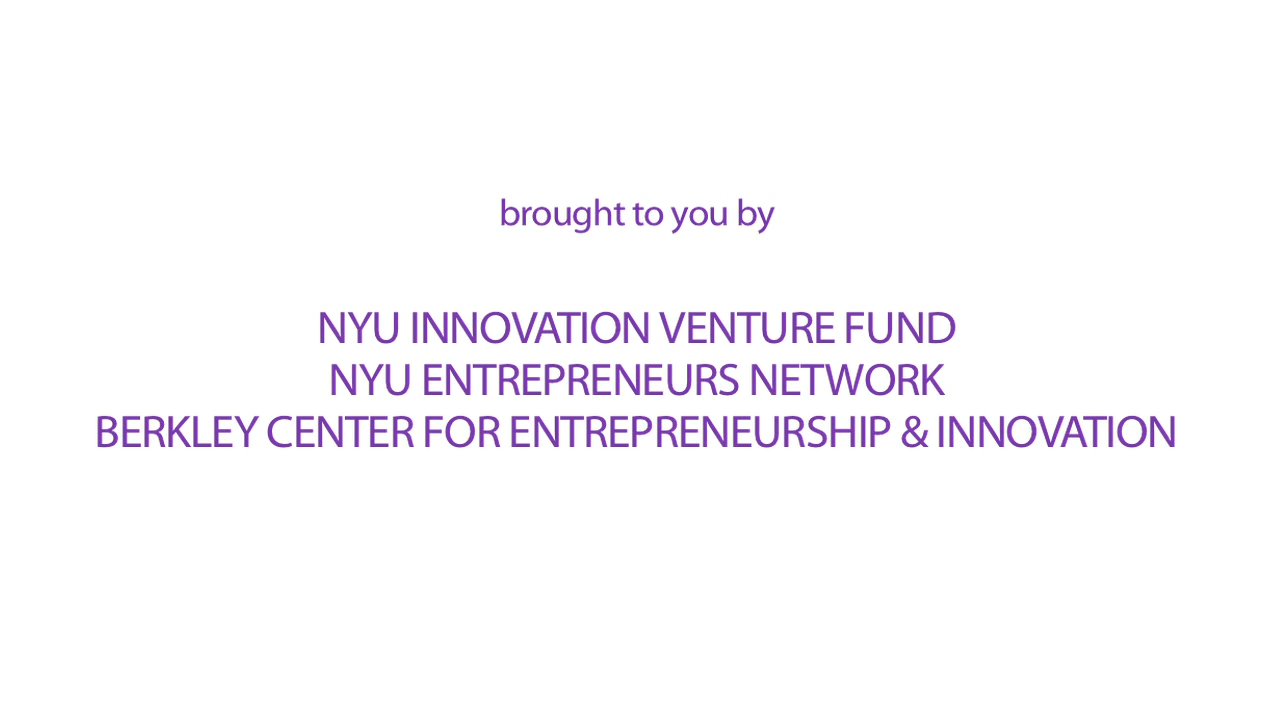 brought to you by
NYU INNOVATION VENTURE FUND
NYU ENTREPRENEURS NETWORK
BERKLEY CENTER FOR ENTREPRENEURSHIP & INNOVATION